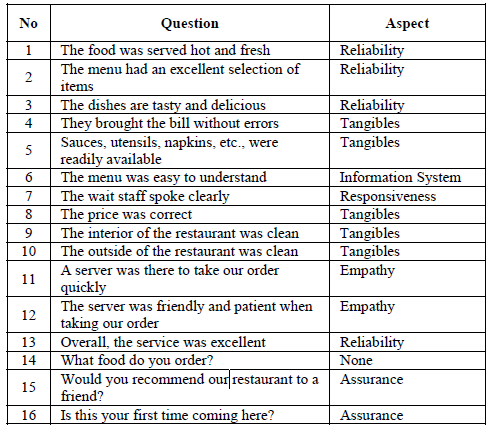 No Question Aspect
1 The food was served hot and fresh Reliability
2 The menu had an excellent selection of items Reliability
3 The dishes are tasty and delicious Reliability
4 They brought the bill without errors Tangibles
5 Sauces, utensils, napkins, etc., were readily available Tangibles
6 The menu was easy to understand Information System
7 The wait staff spoke clearly Responsiveness
8 The price was correct Tangibles
9 The interior of the restaurant was clean Tangibles
10 The outside of the restaurant was clean Tangibles
11 A server was there to take our order quickly Empathy
12 The server was friendly and patient when taking our order Empathy
13 Overall, the service was excellent Reliability
14 What food do you order? None
15 Would you recommend our restaurant to a friend? Assurance
16 Is this your first time coming here? Assurance